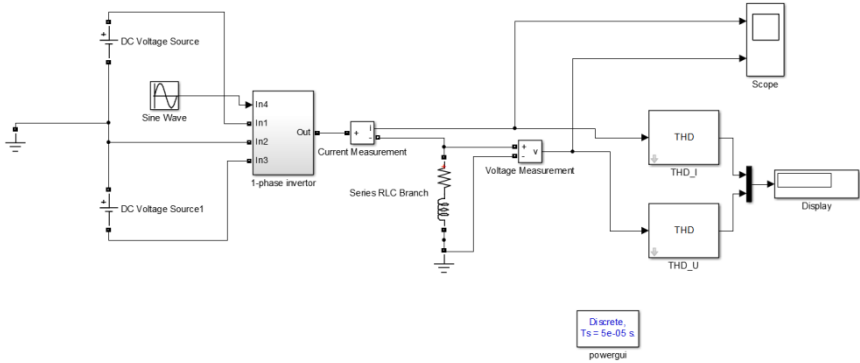 +
DC Voltage Source
Sine Wave
In4
In1
In2
In3
Out
1-phase invertor
+
-
i
Current Measurement
+
-
v
Voltage Measurement
Series RLC Branch
+
DC Voltage Source1
Scope
THD
THD_I
THD
THD_U
Display
Discrete,
Ts = 5e-05 s.
powergui